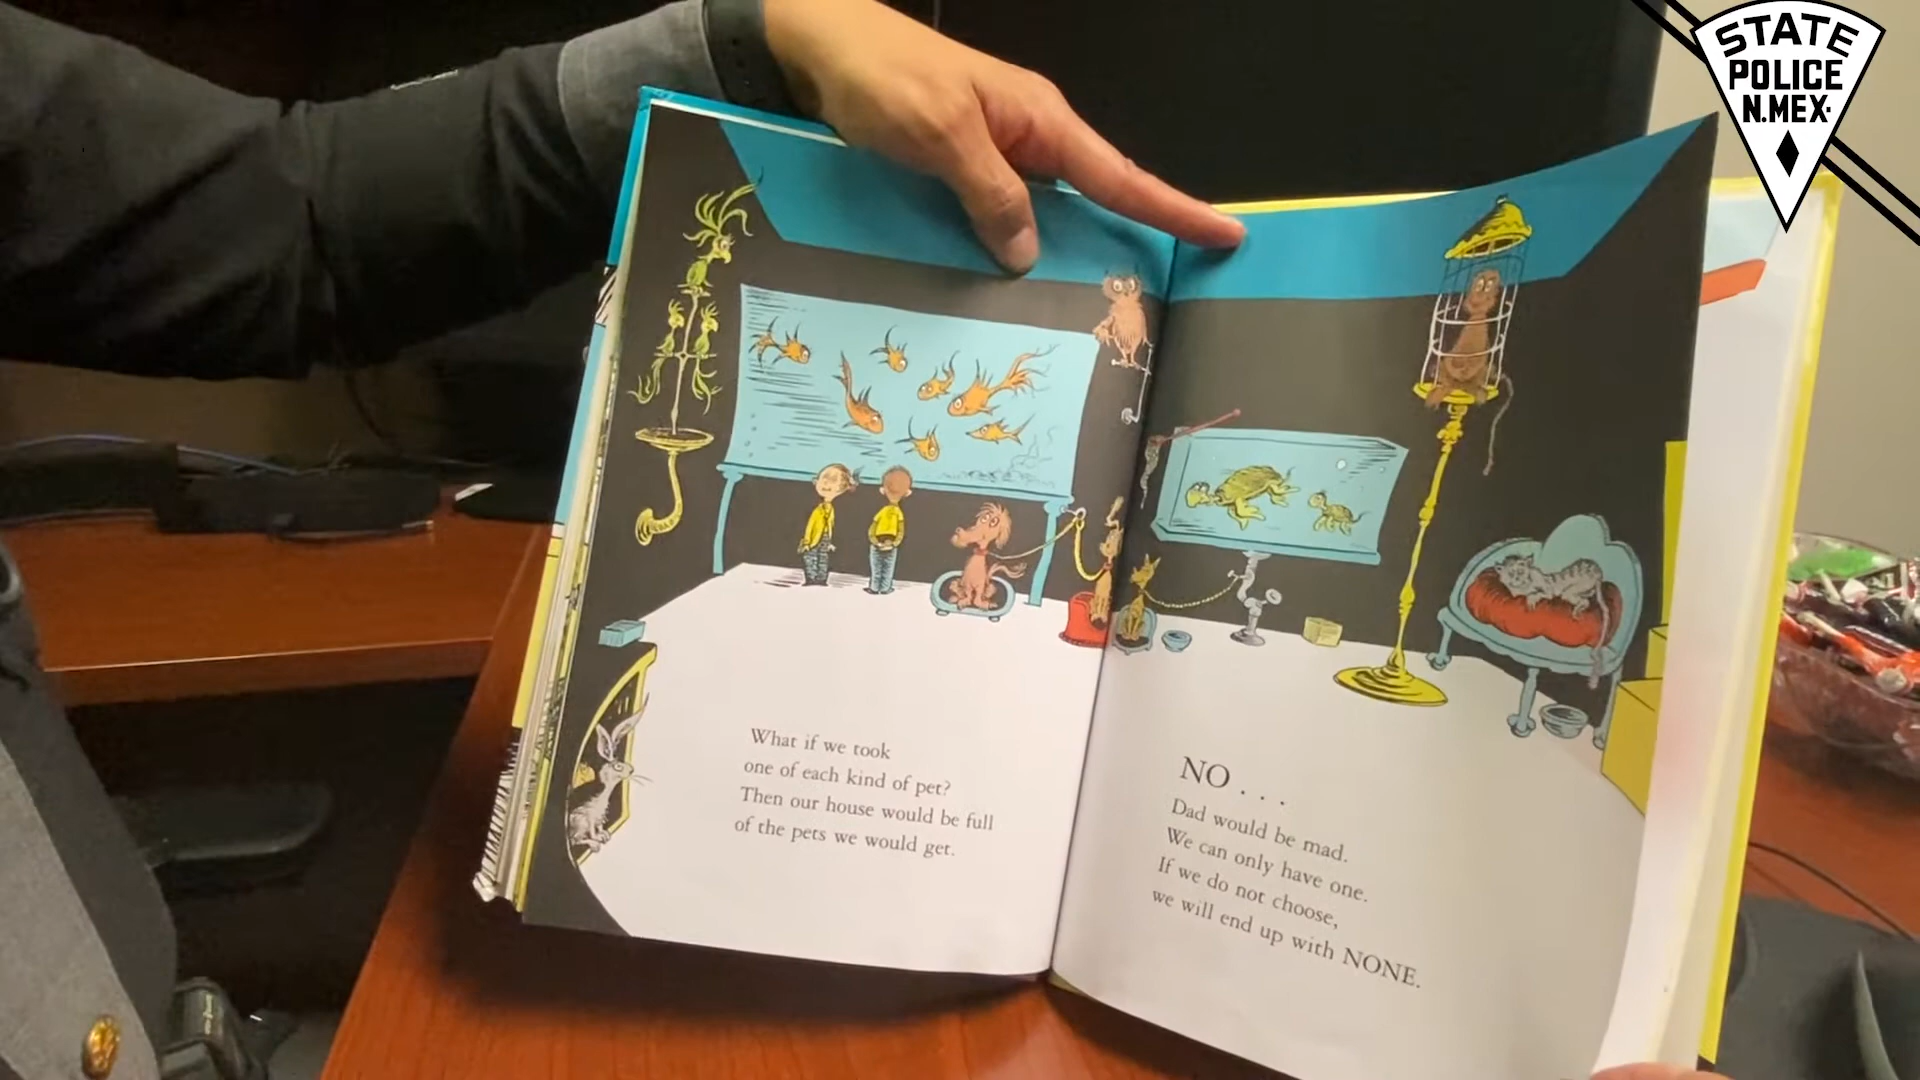 STATE
POLICE
N.MEX.
What if we took
one of each kind of pet?
Then our house would be full
of the pets we would get.
NO . . .
Dad would be mad.
We can only have one.
If we do not choose,
we will end up with NONE.